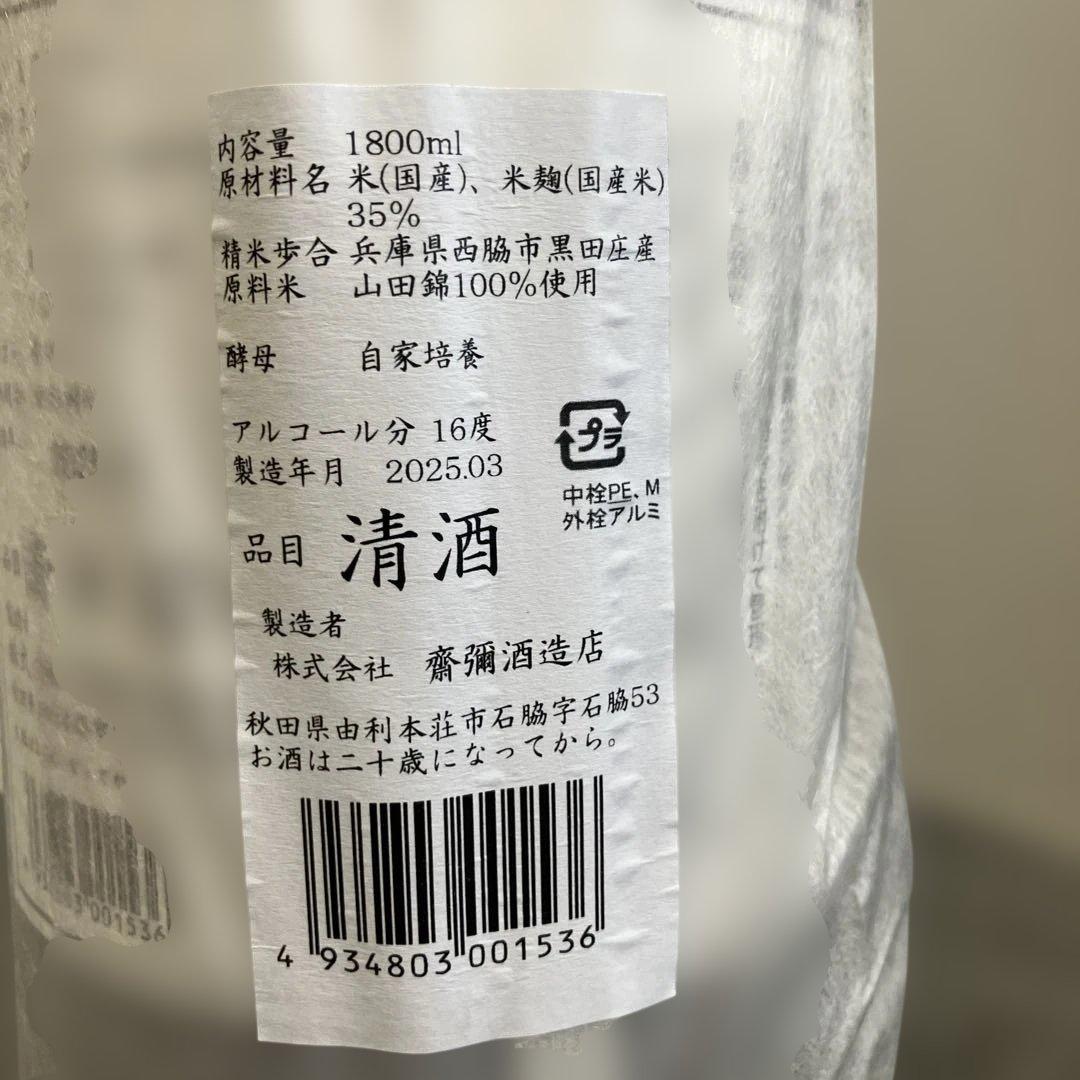 内容量 1800ml
原材料名 米(国産)、米麹(国産米)
35%
精米歩合 兵庫県西脇市黒田庄産
原料米 山田錦100%使用
酵母 自家培養
アルコール分 16度
製造年月 2025.03
プラ
中栓PE、M
外栓アルミ
品目 清酒
製造者
株式会社 齋彌酒造店
秋田県由利本荘市石脇字石脇53
お酒は二十歳になってから。
4 934803 001536
3 001536